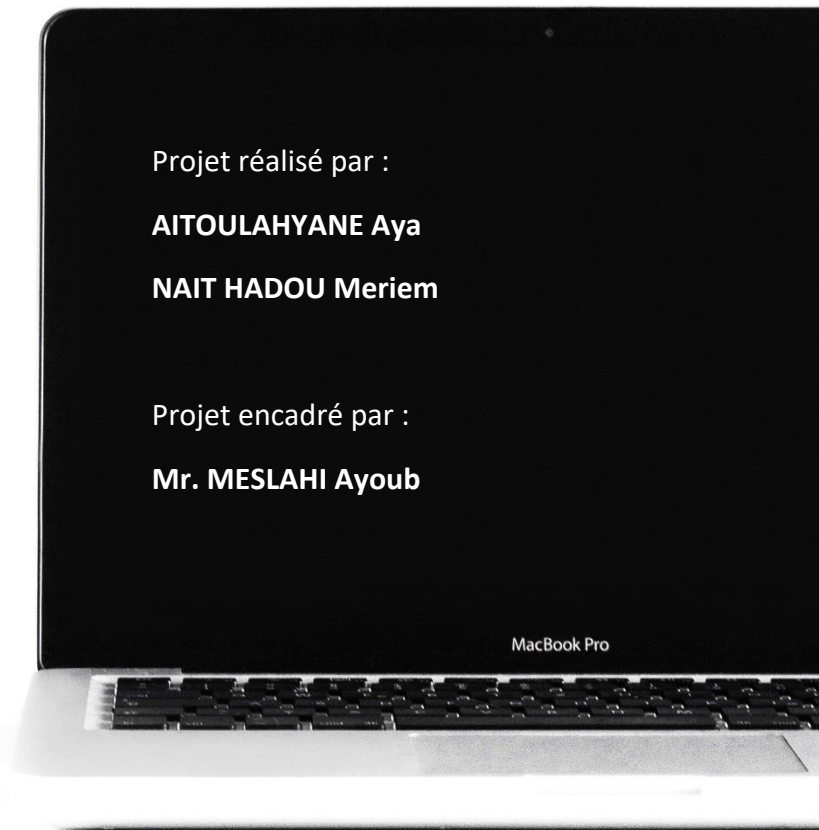 Projet réalisé par :
AITOULAHYANE Aya
NAIT HADOU Meriem
Projet encadré par :
Mr. MESLAHI Ayoub
MacBook Pro